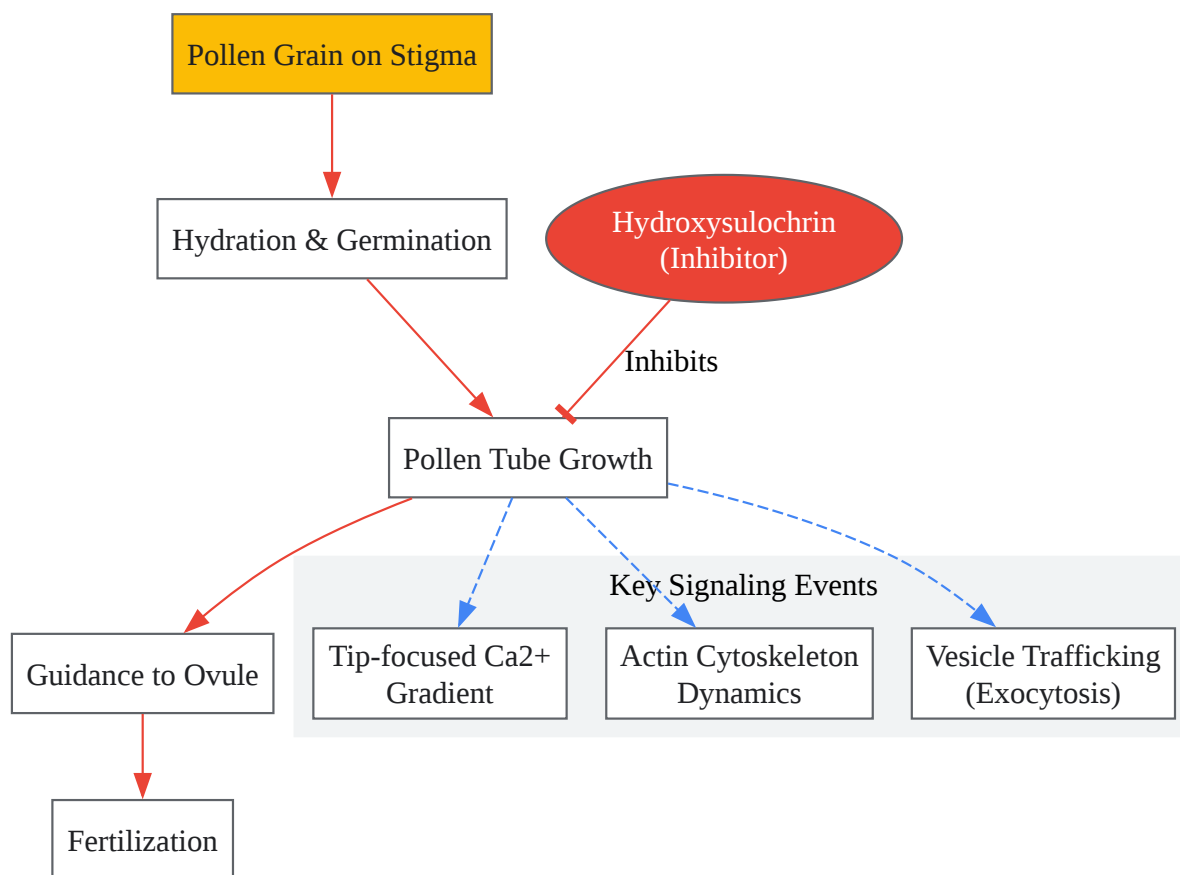 Pollen Grain on Stigma
Hydration & Germination
Hydroxysulochrin
(Inhibitor)
Inhibits
Pollen Tube Growth
Key Signaling Events
Guidance to Ovule
Tip-focused Ca2+
Gradient
Actin Cytoskeleton
Dynamics
Vesicle Trafficking
(Exocytosis)
Fertilization